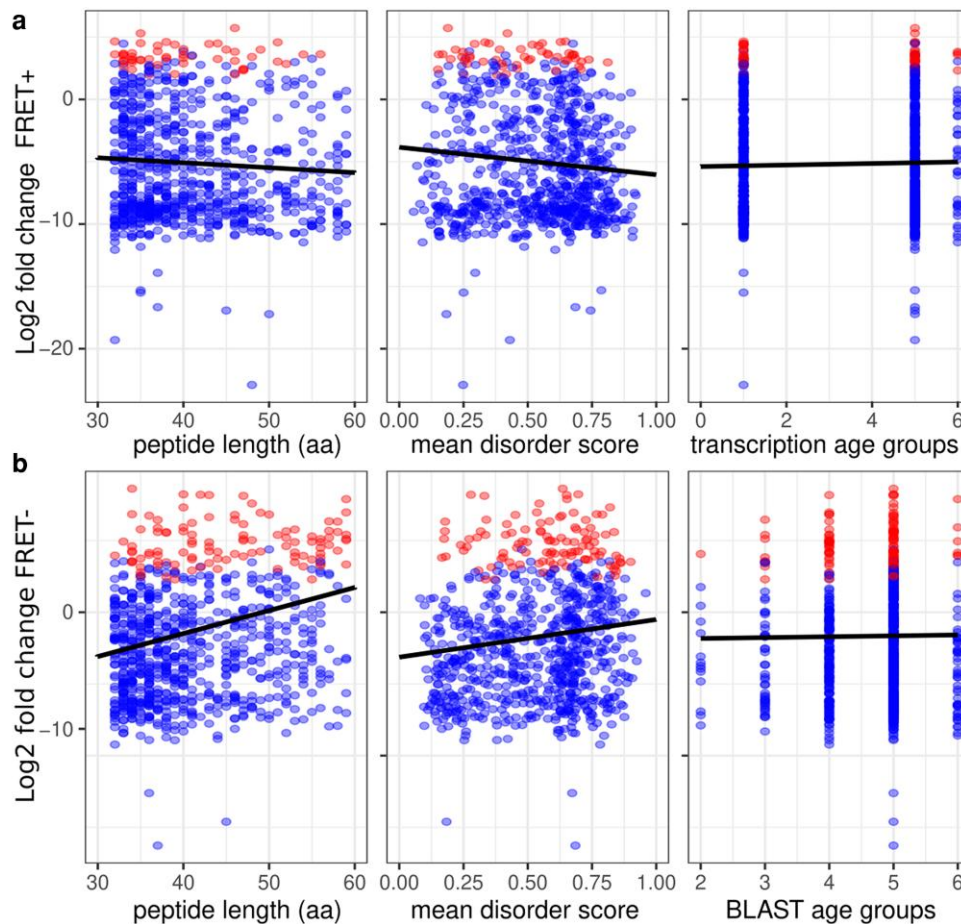 a
Log2 fold change FRET+
0
−10
−20
30 40 50 60
0.00 0.25 0.50 0.75 1.00
0 2 4 6
peptide length (aa)
mean disorder score
transcription age groups
b
Log2 fold change FRET-
0
−10
30 40 50 60
0.00 0.25 0.50 0.75 1.00
2 3 4 5 6
peptide length (aa)
mean disorder score
BLAST age groups